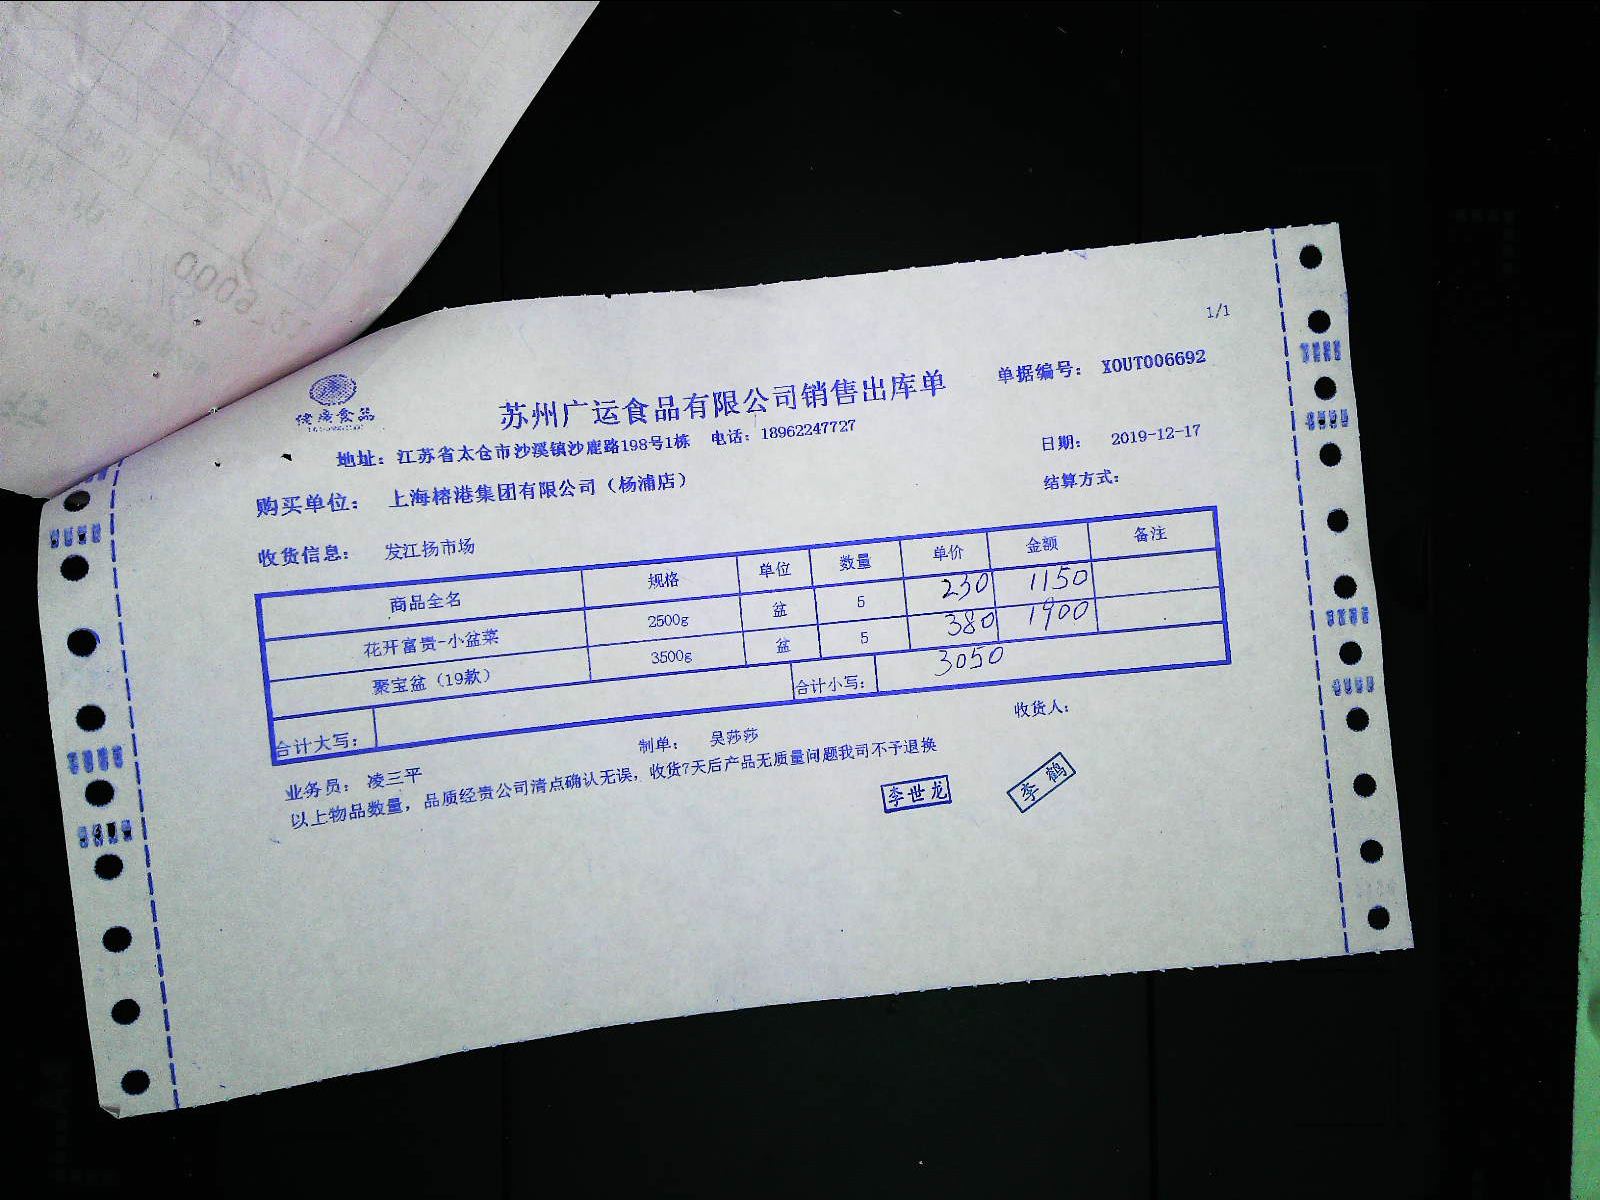 1/1
健康食品
苏州广运食品有限公司销售出库单
单据编号： XOUT006692
地址：江苏省太仓市沙溪镇沙鹿路198号1栋 电话：18962247727
日期： 2019-12-17
购买单位： 上海榕港集团有限公司（杨浦店）
结算方式：
收货信息： 发江扬市场
商品全名 规格 单位 数量 单价 金额 备注
花开富贵-小盆菜 2500g 盆 5 230 1150
聚宝盆（19款） 3500g 盆 5 380 1900
合计大写： 合计小写： 3050
业务员： 凌三平 制单： 吴莎莎 收货人：
以上物品数量，品质经贵公司清点确认无误，收货7天后产品无质量问题我司不予退换
李世龙
李鹤